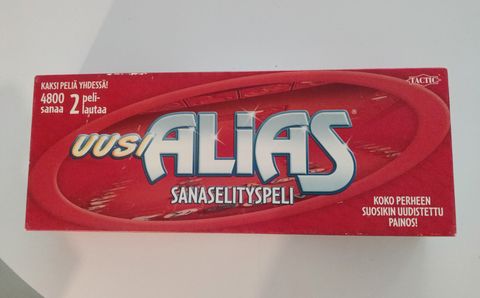 KAKSI PELIÄ YHDESSÄ!
4800 sanaa
2 peli-lautaa
TACTIC
UUSI ALIAS®
SANASELITYSPELI
KOKO PERHEEN
SUOSIKIN UUDISTETTU
PAINOS!